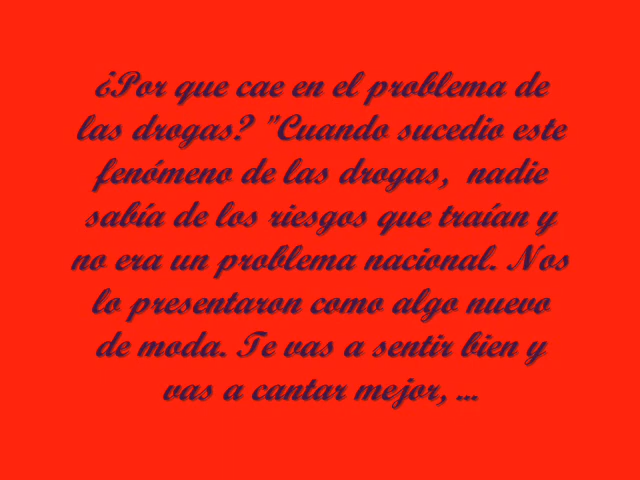 ¿Por que cae en el problema de
las drogas? "Cuando sucedio este
fenómeno de las drogas,  nadie
sabía de los riesgos que traían y
no era un problema nacional. Nos
lo presentaron como algo nuevo
de moda. Te vas a sentir bien y
vas a cantar mejor, ...